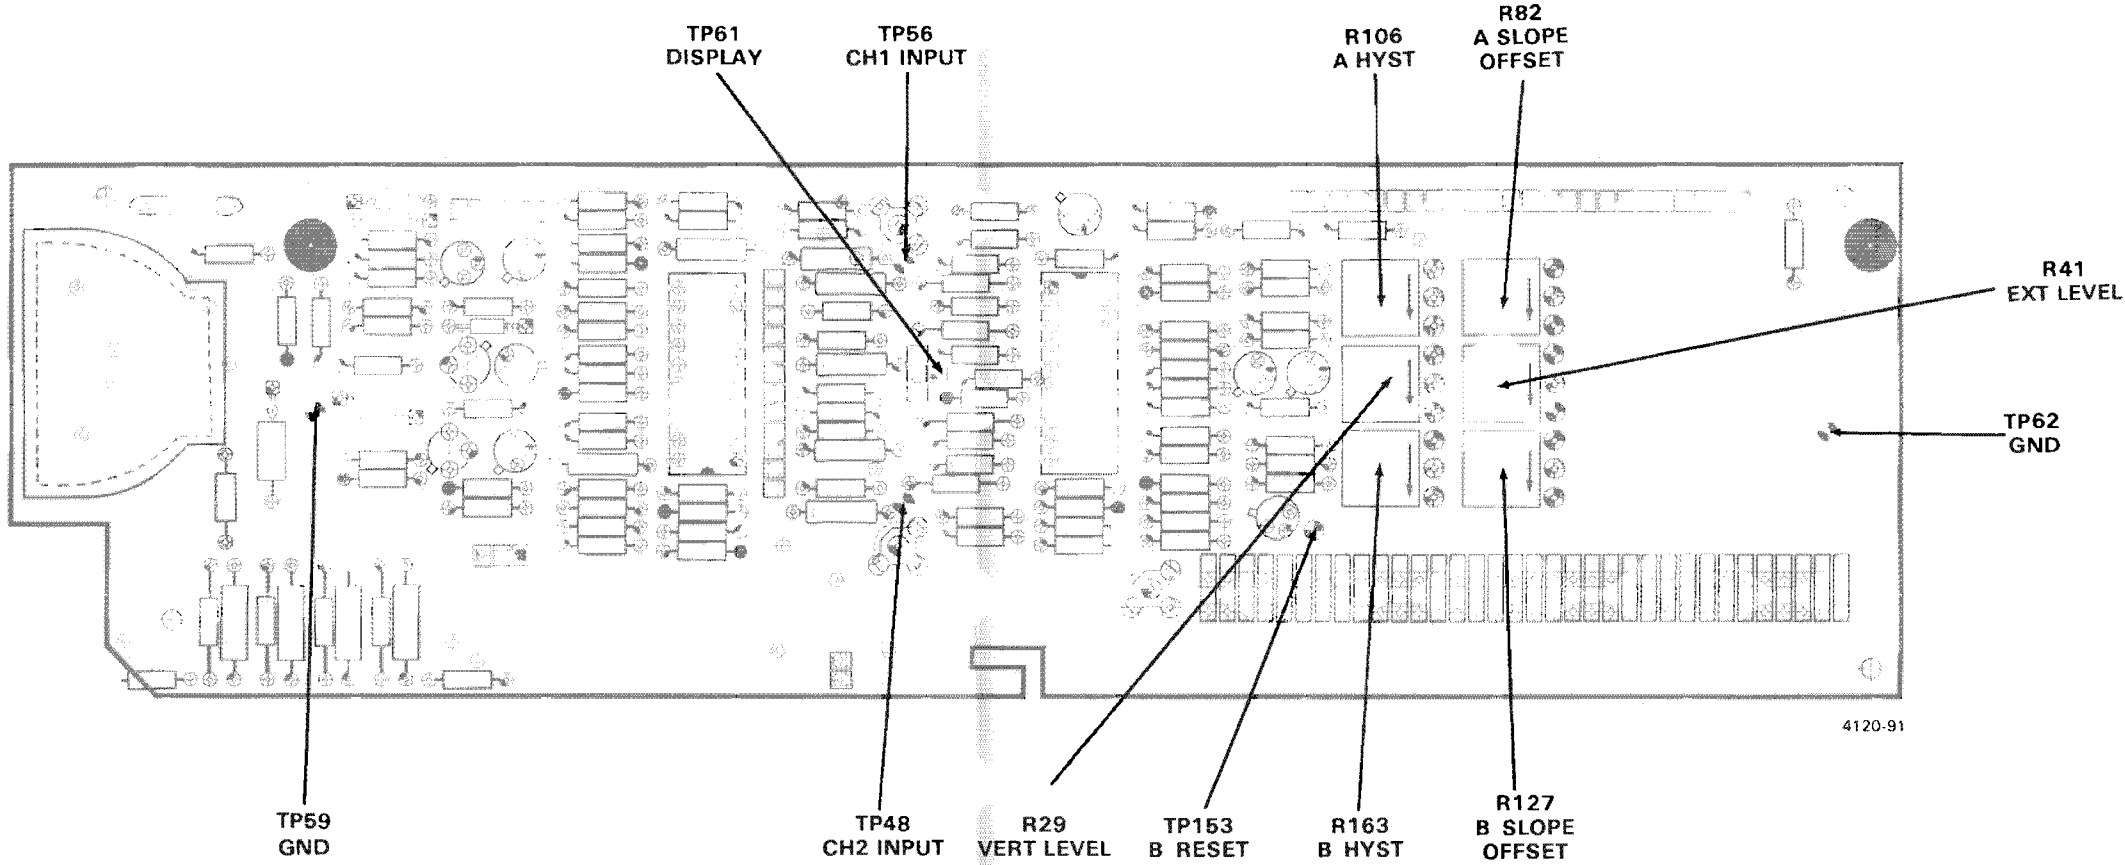 R82
A SLOPE
OFFSET
TP61
DISPLAY
TP56
CH1 INPUT
R106
A HYST
R41
EXT LEVEL
TP62
GND
4120-91
TP59
GND
TP48
CH2 INPUT
R29
VERT LEVEL
TP153
B RESET
R163
B HYST
R127
B SLOPE
OFFSET